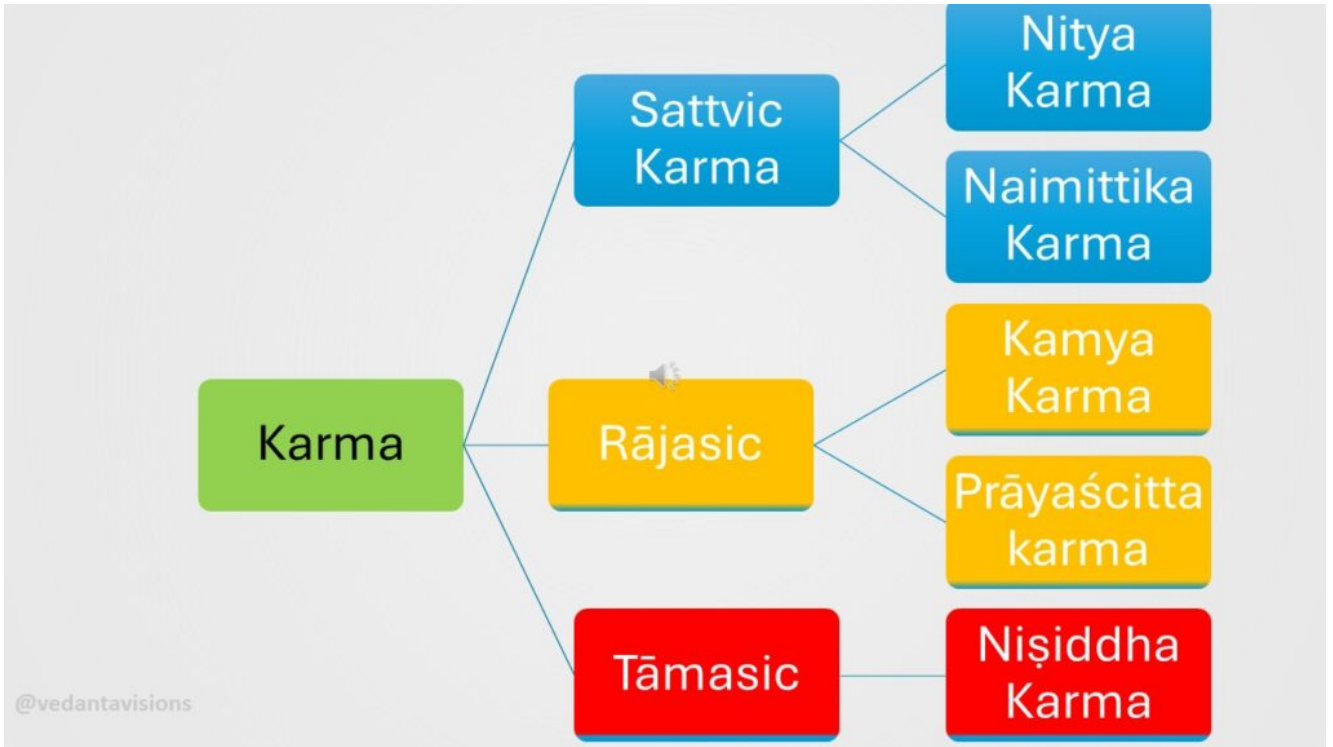 Nitya
Karma
Sattvic
Karma
Naimittika
Karma
Kamya
Karma
Karma
Rājasic
Prāyaścitta
karma
Tāmasic
Niṣiddha
Karma
@vedantavisions